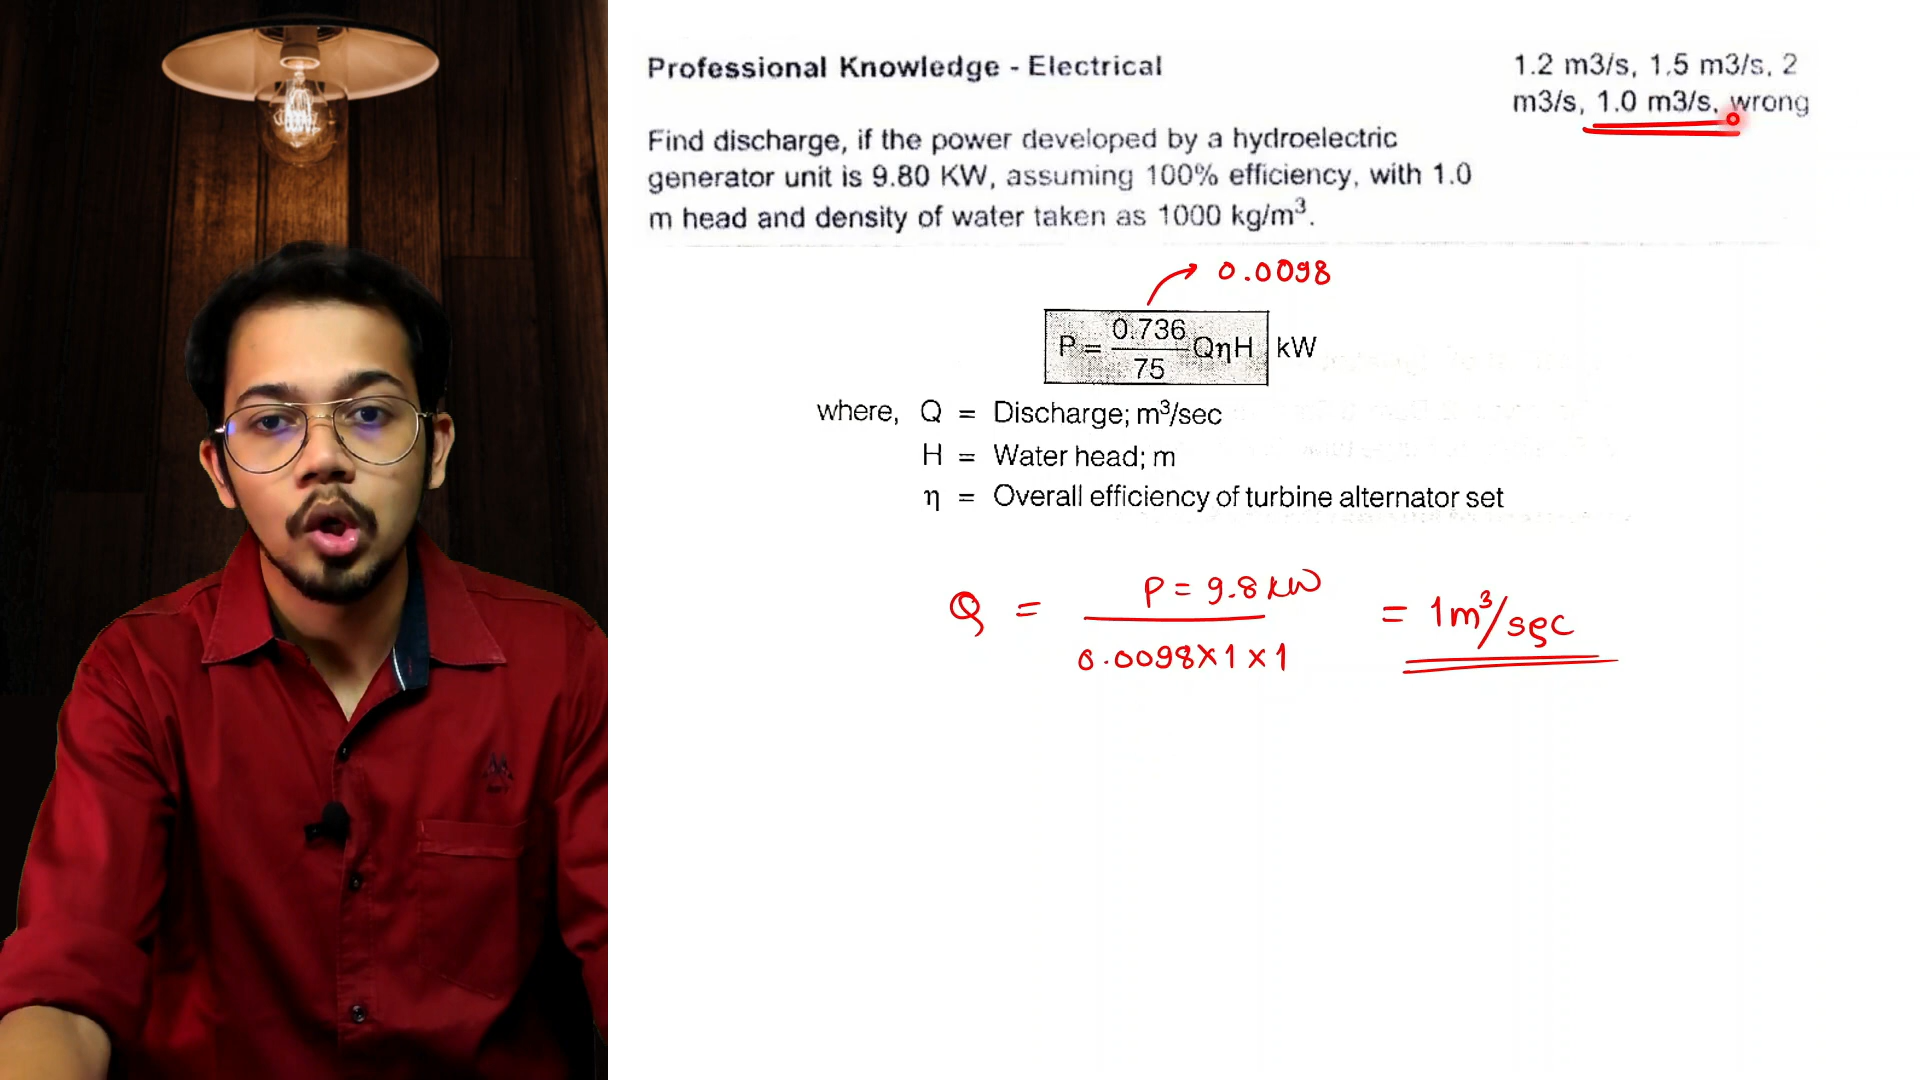 Professional Knowledge - Electrical
1.2 m3/s, 1.5 m3/s, 2
m3/s, 1.0 m3/s, wrong
Find discharge, if the power developed by a hydroelectric
generator unit is 9.80 KW, assuming 100% efficiency, with 1.0
m head and density of water taken as 1000 kg/m³.
0.0098
P = 0.736/75 QηH kW
where, Q = Discharge; m³/sec
H = Water head; m
η = Overall efficiency of turbine alternator set
Q = P = 9.8 kW / 0.0098 × 1 × 1 = 1 m³/sec